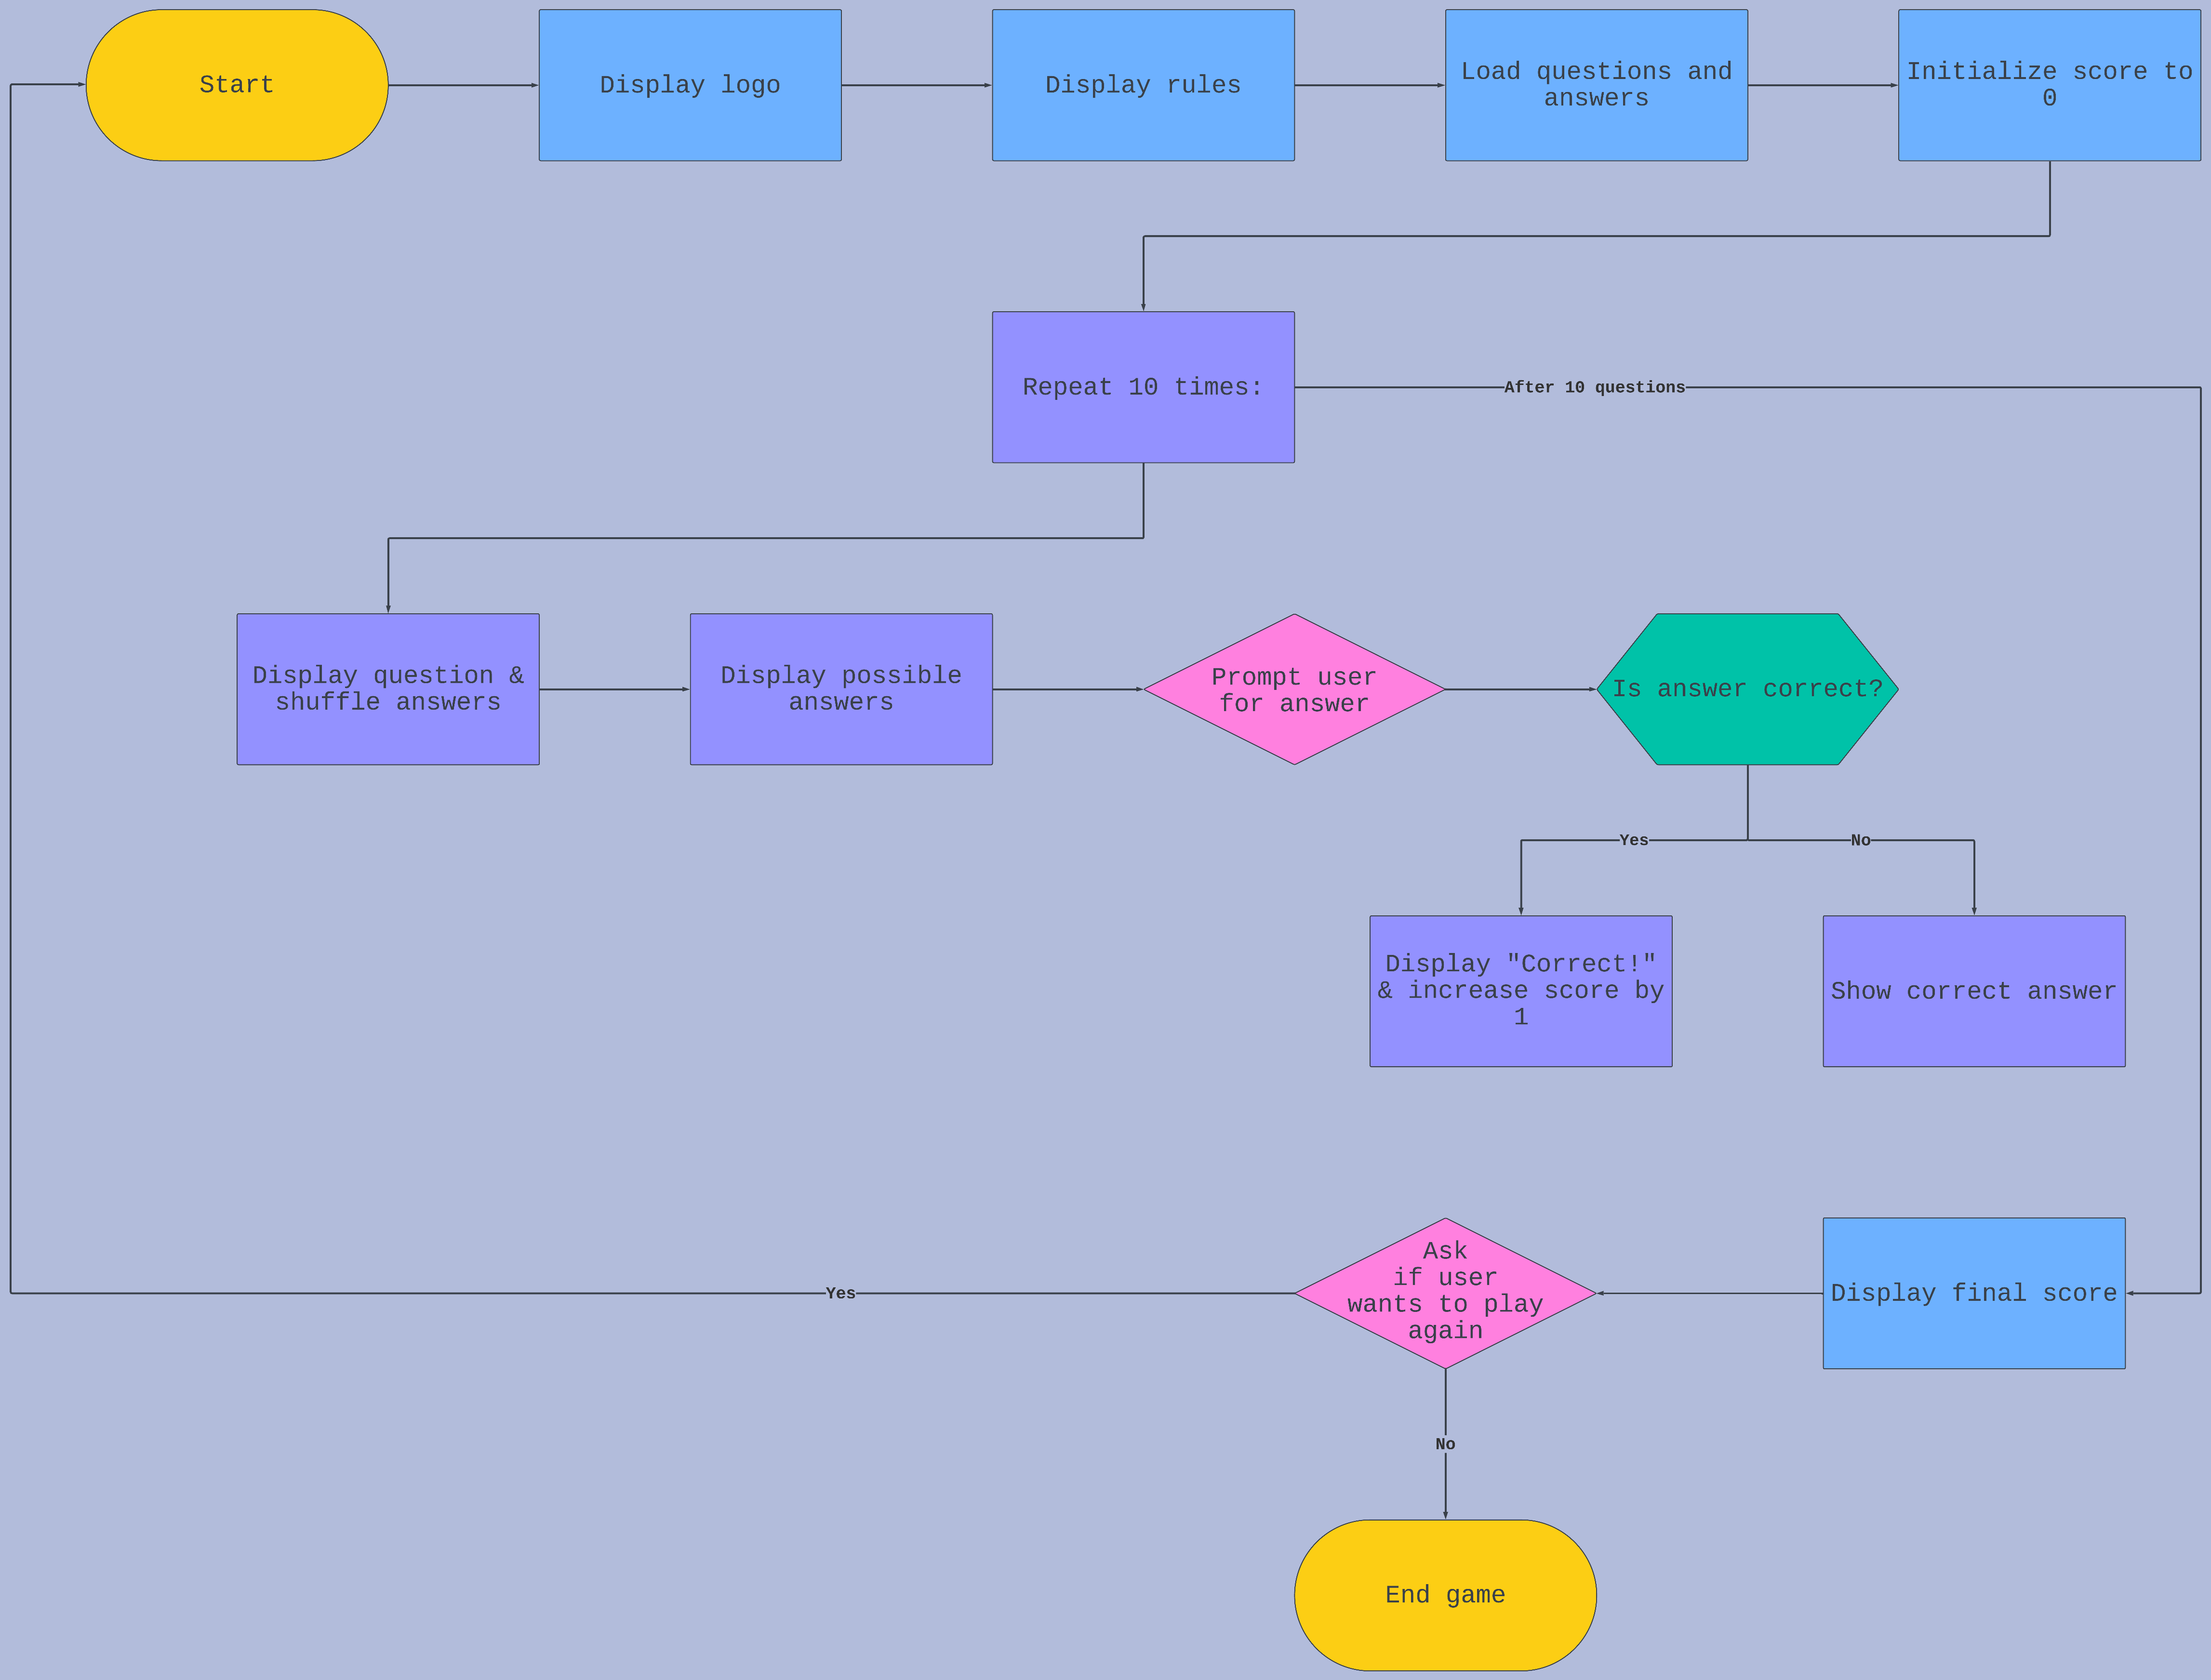 Start
Display logo
Display rules
Load questions and
answers
Initialize score to
0
Repeat 10 times:
After 10 questions
Display question &
shuffle answers
Display possible
answers
Prompt user
for answer
Is answer correct?
Yes
No
Display "Correct!"
& increase score by
1
Show correct answer
Ask
if user
wants to play
again
Display final score
Yes
No
End game